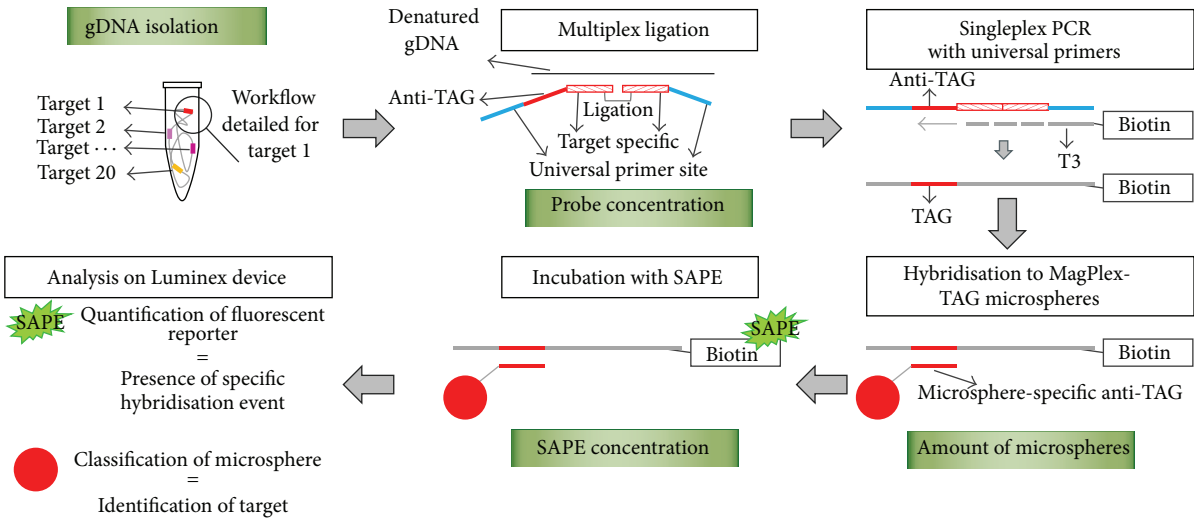 gDNA isolation
Target 1
Target 2
Target ⋯
Target 20
Workflow
detailed for
target 1
Denatured
gDNA
Multiplex ligation
Anti-TAG
Ligation
Target specific
Universal primer site
Probe concentration
Singleplex PCR
with universal primers
Anti-TAG
Biotin
T3
Biotin
TAG
Hybridisation to MagPlex-
TAG microspheres
Biotin
Microsphere-specific anti-TAG
Amount of microspheres
Incubation with SAPE
SAPE
Biotin
SAPE concentration
Analysis on Luminex device
SAPE
Quantification of fluorescent
reporter
=
Presence of specific
hybridisation event
Classification of microsphere
=
Identification of target